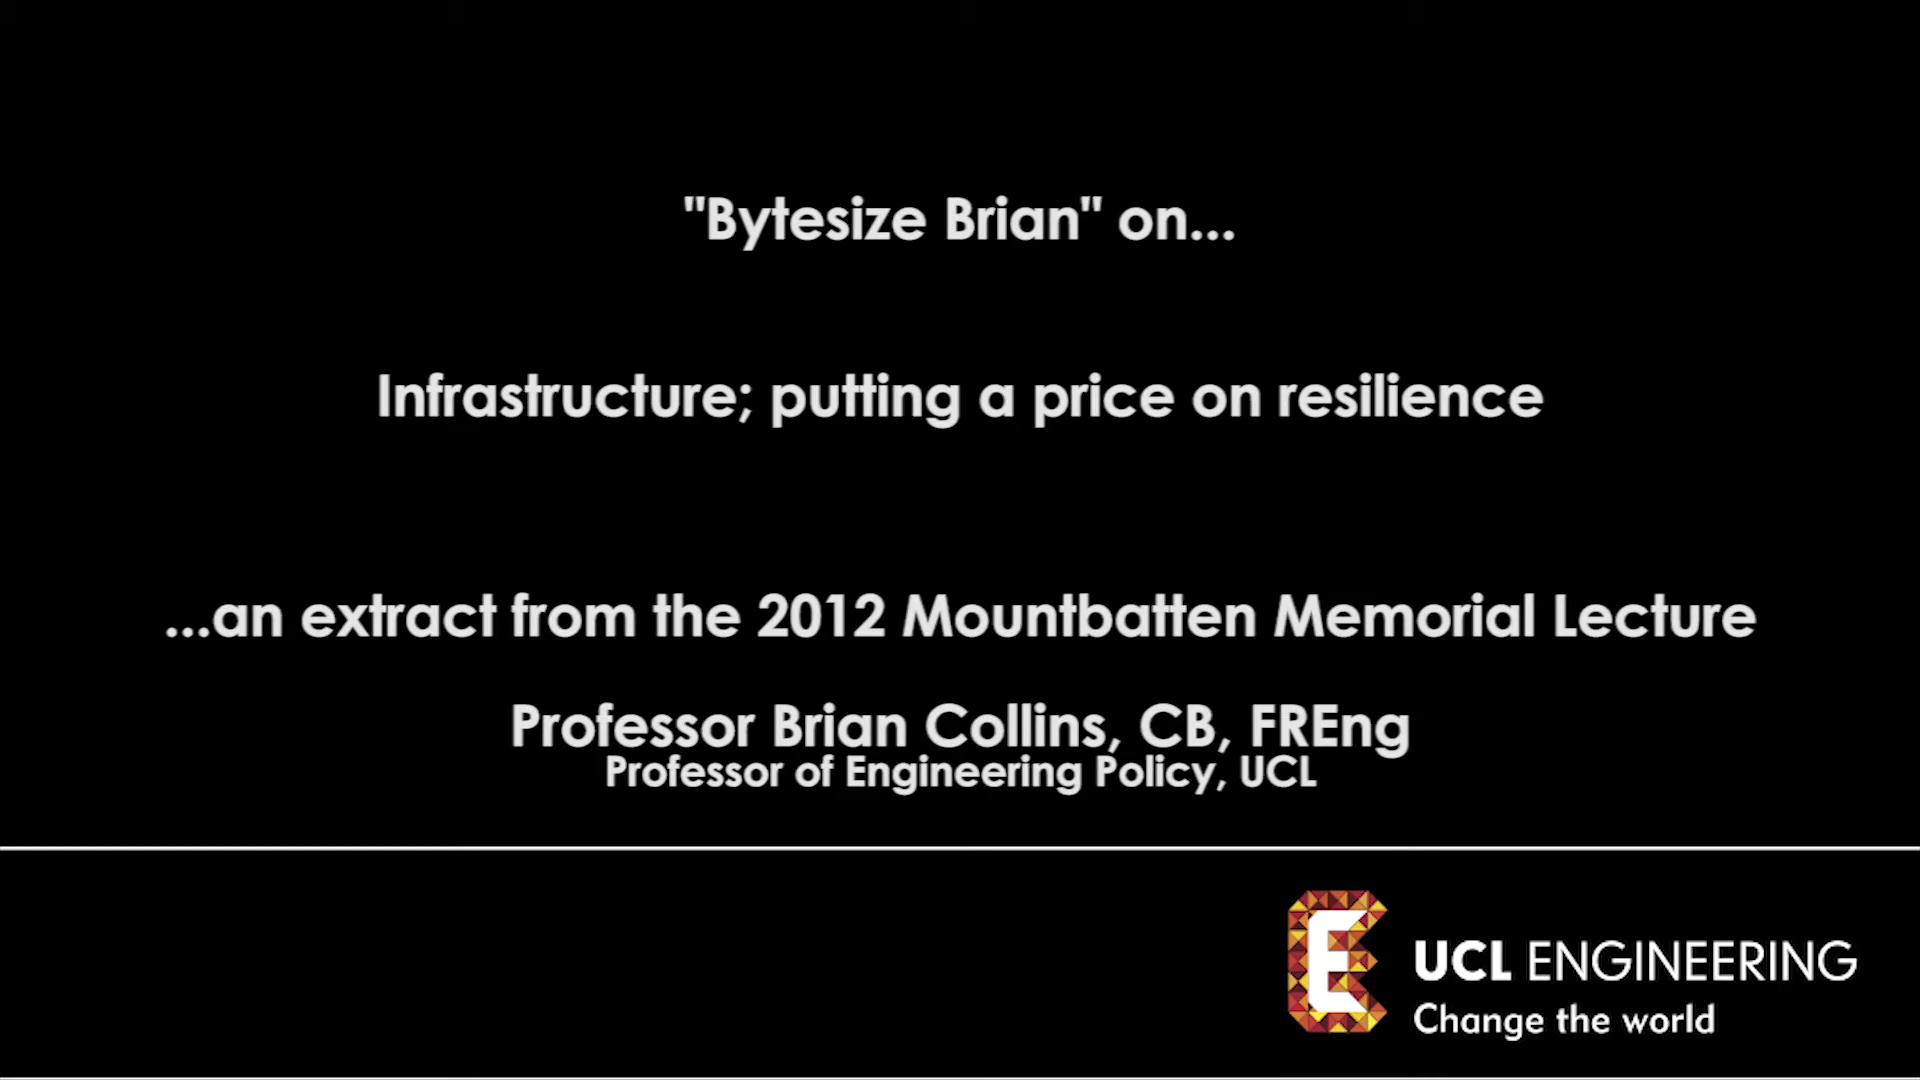 "Bytesize Brian" on...
Infrastructure; putting a price on resilience
...an extract from the 2012 Mountbatten Memorial Lecture
Professor Brian Collins, CB, FREng
Professor of Engineering Policy, UCL
E
UCL ENGINEERING
Change the world